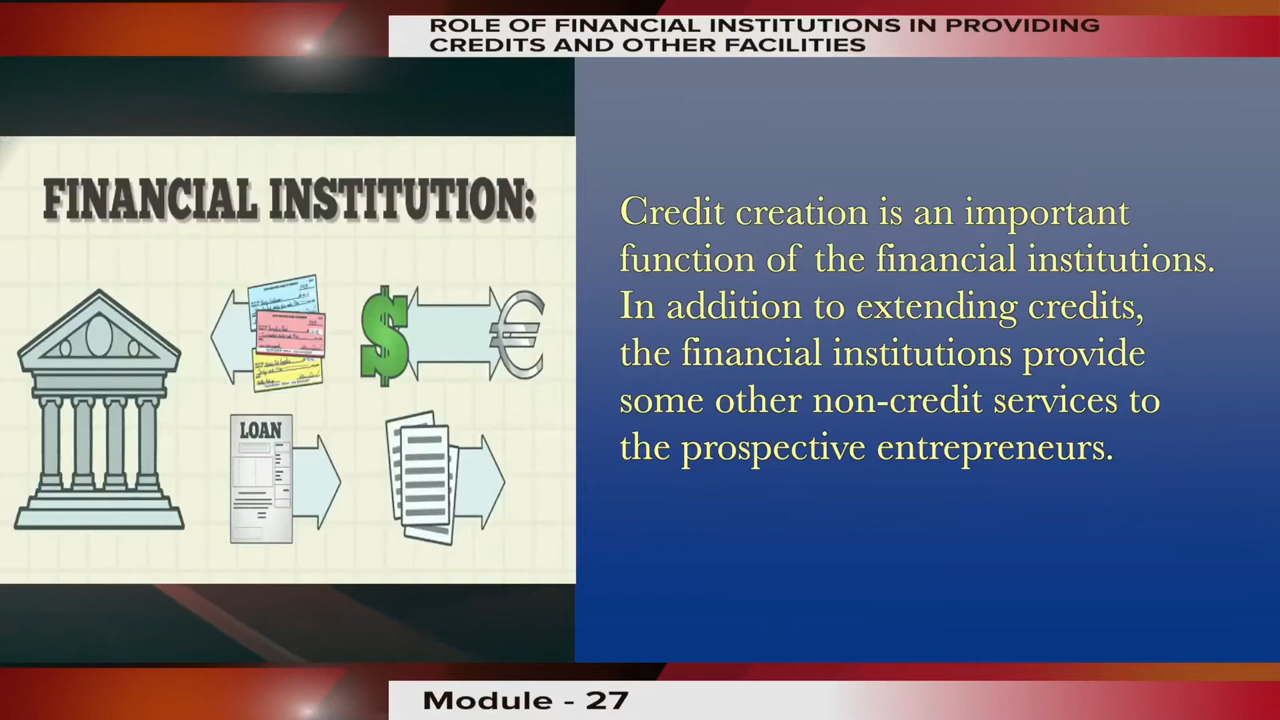 ROLE OF FINANCIAL INSTITUTIONS IN PROVIDING
CREDITS AND OTHER FACILITIES
FINANCIAL INSTITUTION:
LOAN
Credit creation is an important
function of the financial institutions.
In addition to extending credits,
the financial institutions provide
some other non-credit services to
the prospective entrepreneurs.
Module - 27